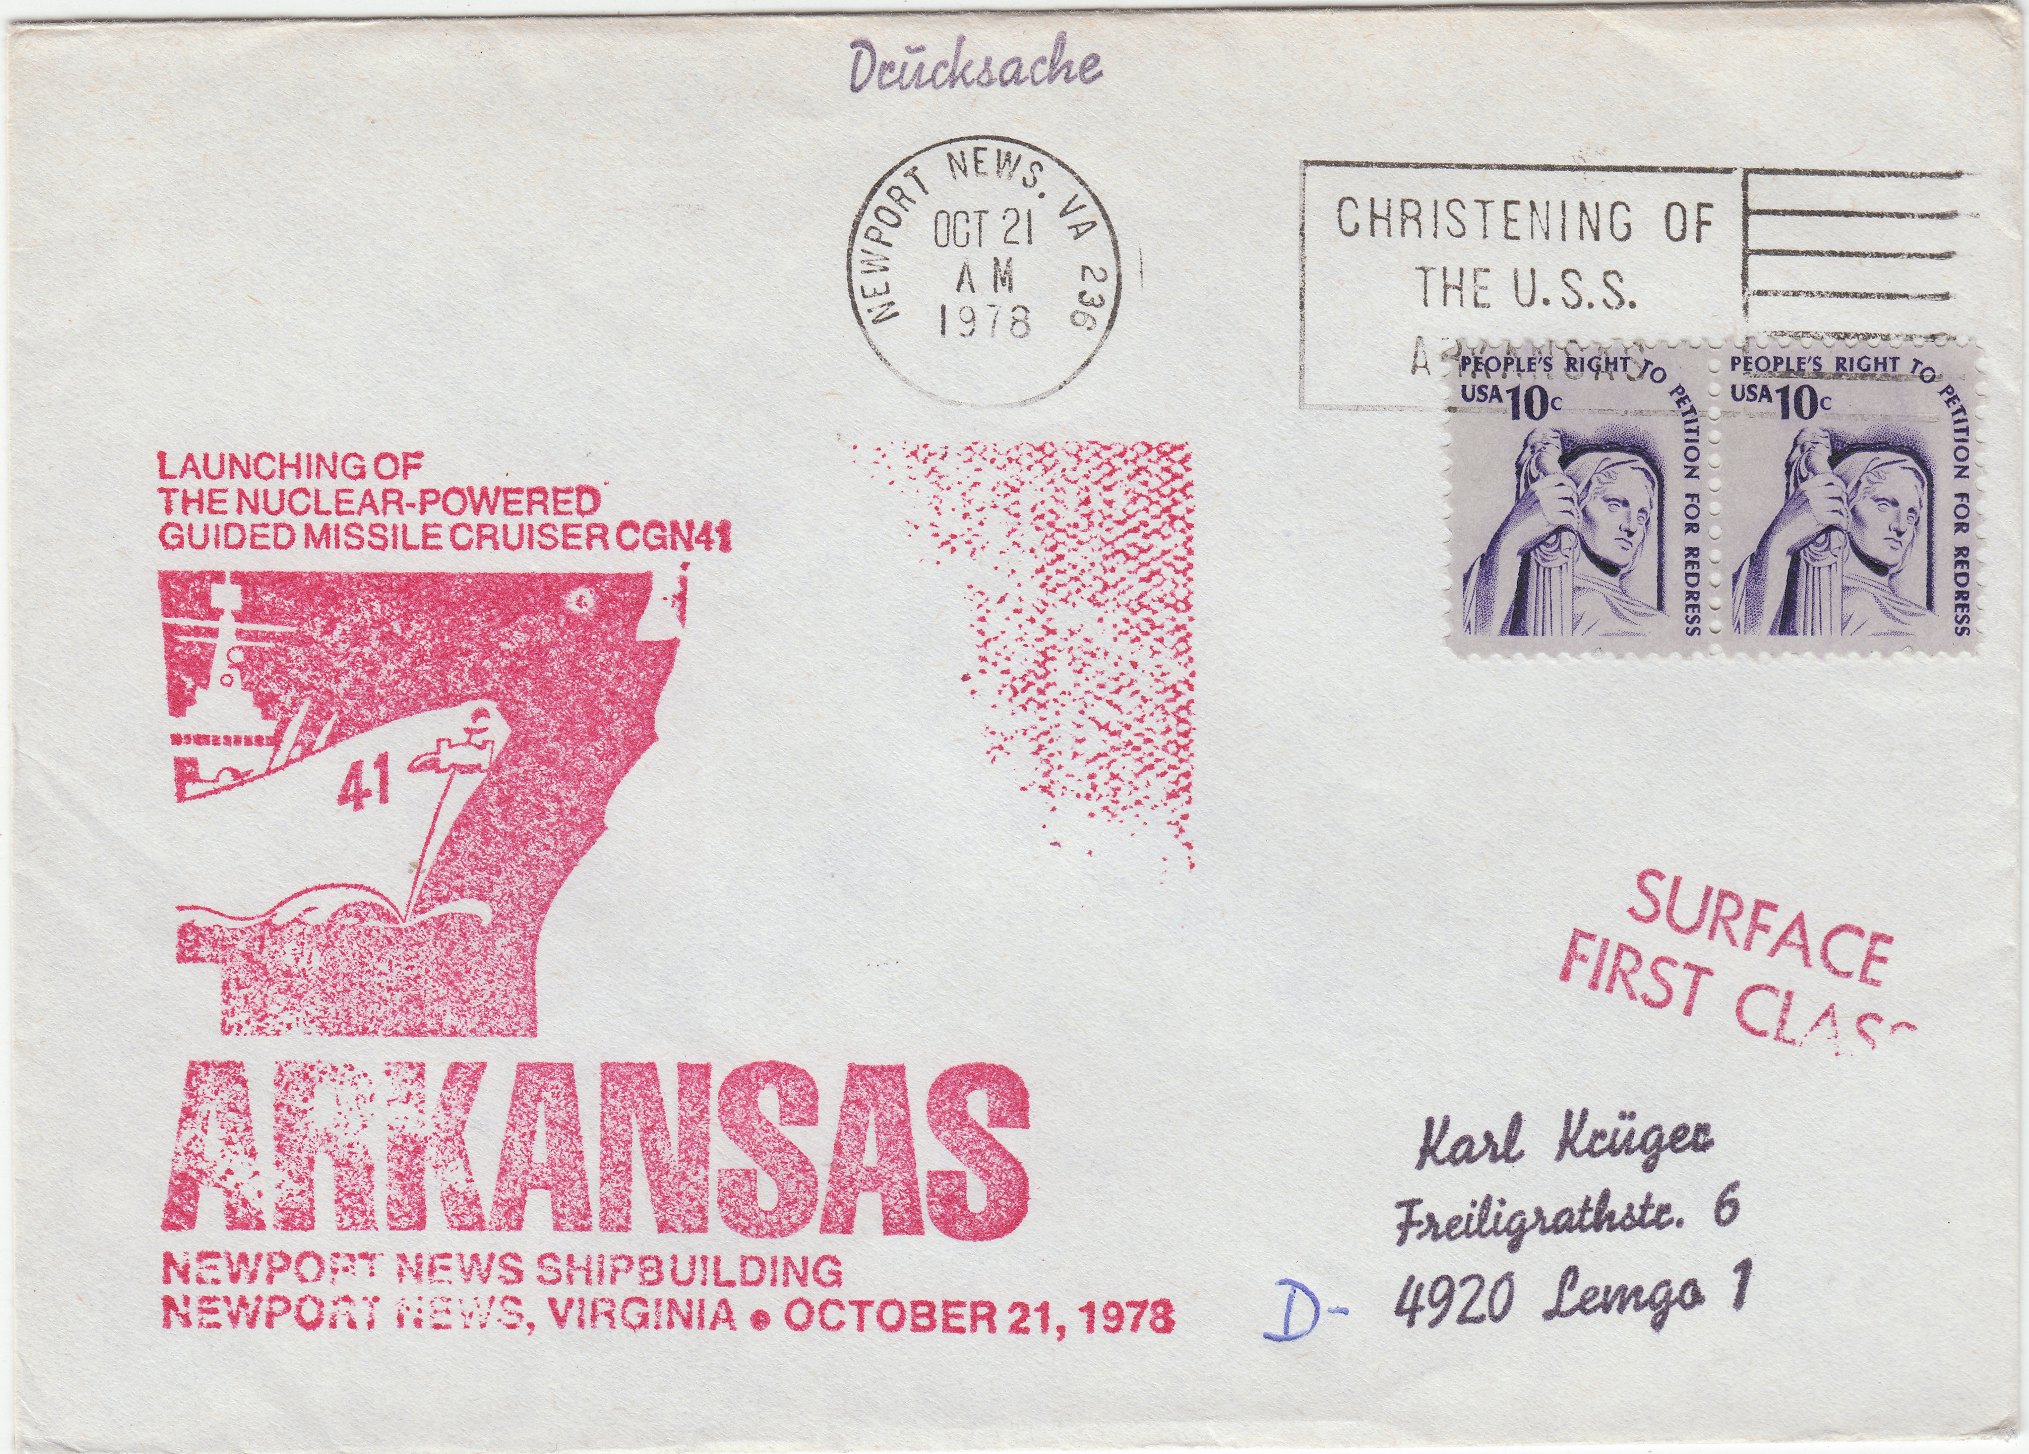 Drücksache
NEWPORT NEWS. VA 236
OCT 21
AM
1978
CHRISTENING OF
THE U.S.S.
ARKANSAS
PEOPLE'S RIGHT TO PETITION FOR REDRESS
USA 10c
PEOPLE'S RIGHT TO PETITION FOR REDRESS
USA 10c
LAUNCHING OF
THE NUCLEAR-POWERED
GUIDED MISSILE CRUISER CGN41
41
SURFACE
FIRST CLASS
ARKANSAS
NEWPORT NEWS SHIPBUILDING
NEWPORT NEWS, VIRGINIA • OCTOBER 21, 1978
Karl Krüger
Freiligrathstr. 6
D- 4920 Lemgo 1